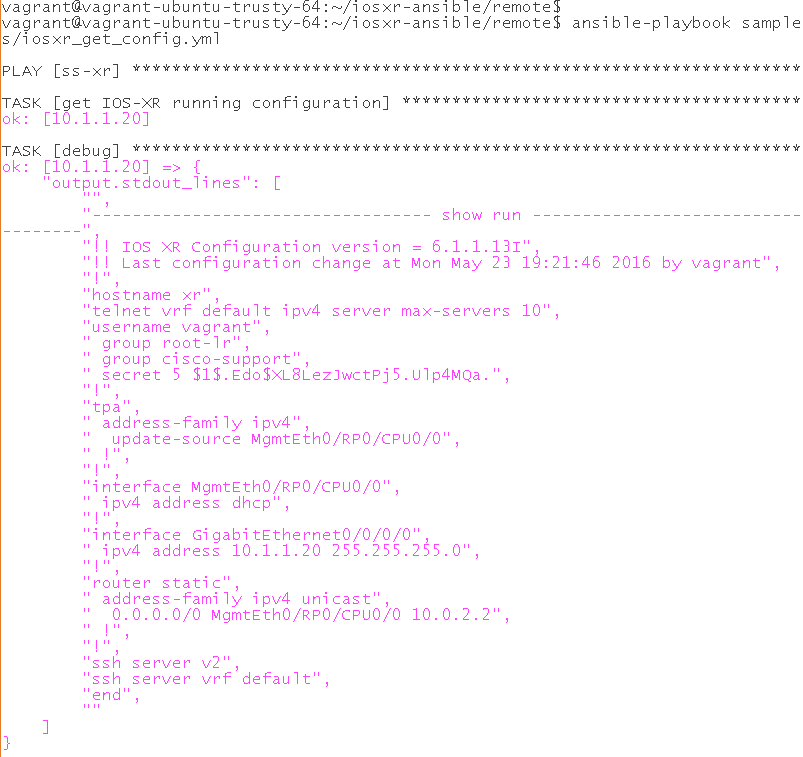 vagrant@vagrant-ubuntu-trusty-64:~/iosxr-ansible/remote$
vagrant@vagrant-ubuntu-trusty-64:~/iosxr-ansible/remote$ ansible-playbook sample
s/iosxr_get_config.yml
PLAY [ss-xr] *******************************************************************
TASK [get IOS-XR running configuration] ****************************************
ok: [10.1.1.20]
TASK [debug] *******************************************************************
ok: [10.1.1.20] => {
    "output.stdout_lines": [
        "",
        "---------------------------------- show run ---------------------------
--------",
        "!! IOS XR Configuration version = 6.1.1.13I",
        "!! Last configuration change at Mon May 23 19:21:46 2016 by vagrant",
        "!",
        "hostname xr",
        "telnet vrf default ipv4 server max-servers 10",
        "username vagrant",
        " group root-lr",
        " group cisco-support",
        " secret 5 $1$.Edo$XL8LezJwctPj5.Ulp4MQa.",
        "!",
        "tpa",
        " address-family ipv4",
        "  update-source MgmtEth0/RP0/CPU0/0",
        " !",
        "!",
        "interface MgmtEth0/RP0/CPU0/0",
        " ipv4 address dhcp",
        "!",
        "interface GigabitEthernet0/0/0/0",
        " ipv4 address 10.1.1.20 255.255.255.0",
        "!",
        "router static",
        " address-family ipv4 unicast",
        "  0.0.0.0/0 MgmtEth0/RP0/CPU0/0 10.0.2.2",
        " !",
        "!",
        "ssh server v2",
        "ssh server vrf default",
        "end",
        ""
    ]
}